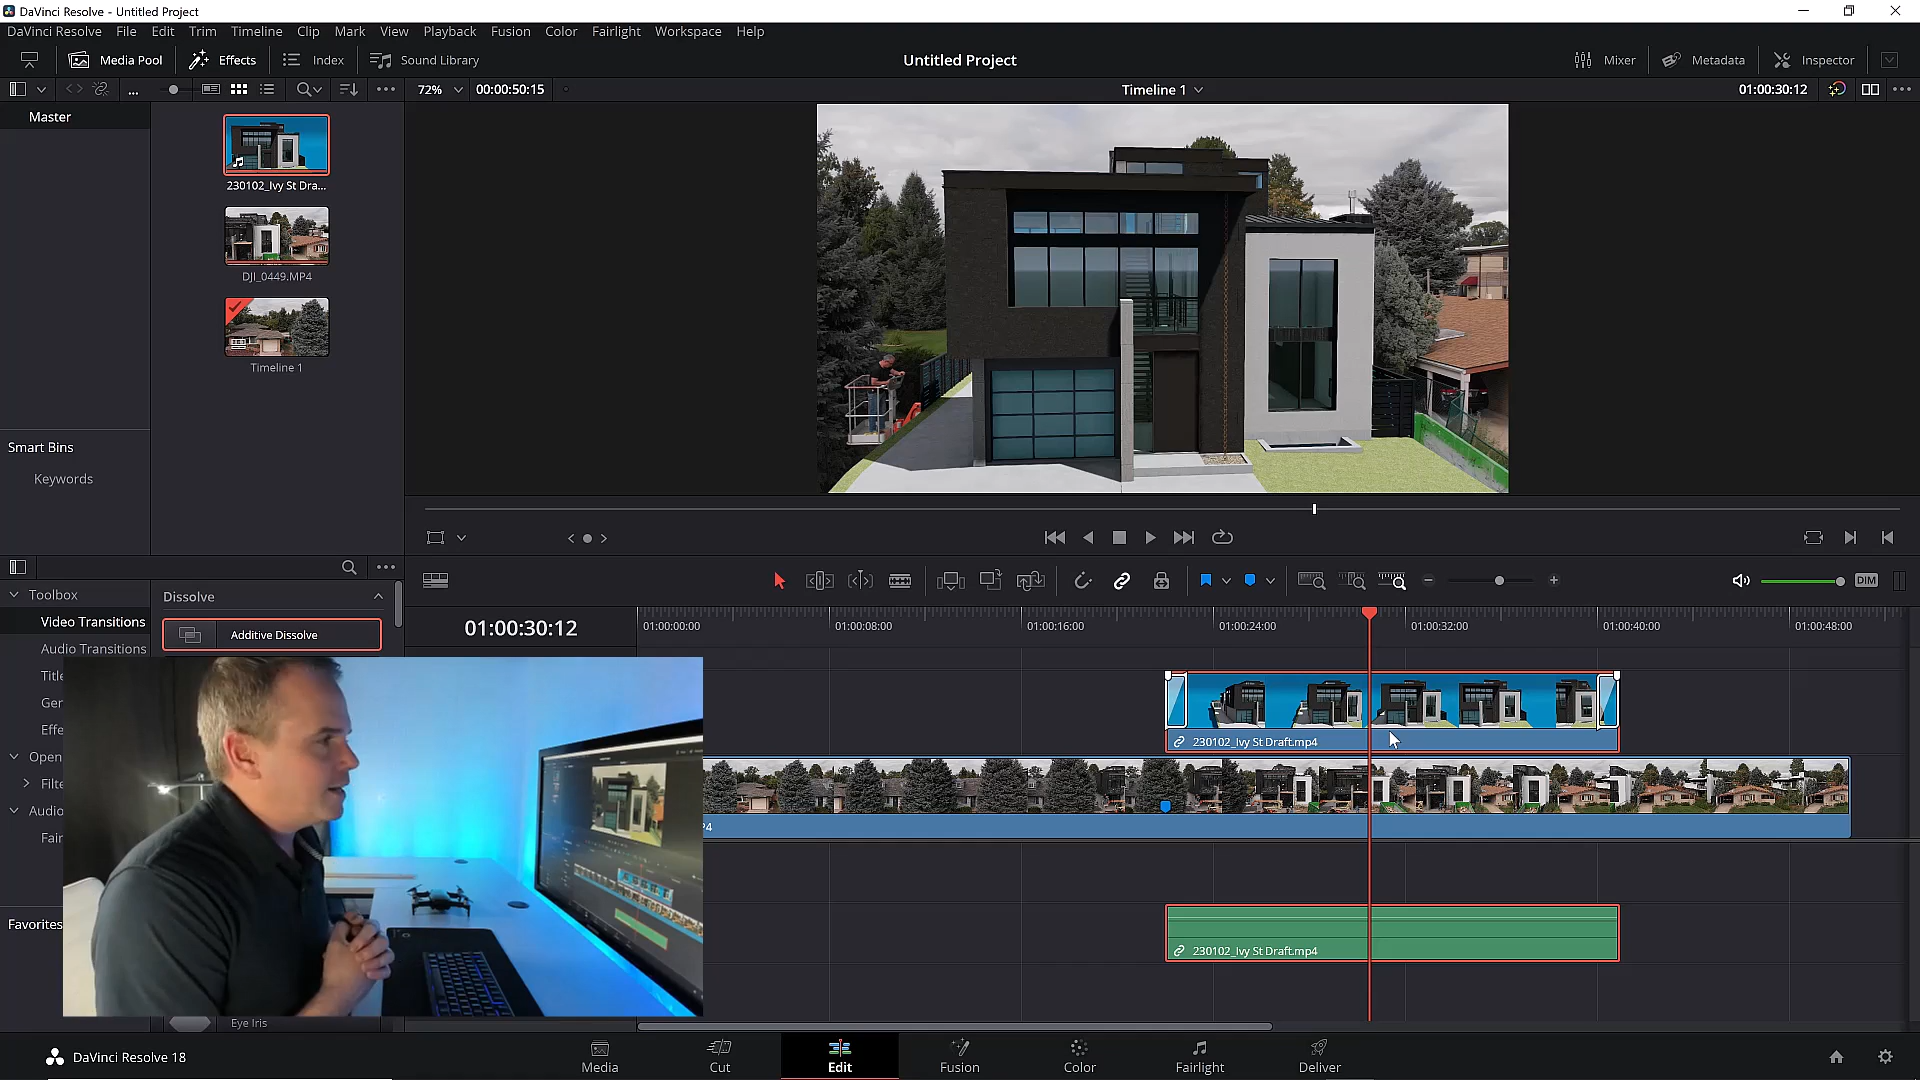 DaVinci Resolve - Untitled Project
DaVinci Resolve File Edit Trim Timeline Clip Mark View Playback Fusion Color Fairlight Workspace Help
Media Pool Effects Index Sound Library Untitled Project Mixer Metadata Inspector
72% 00:00:50:15 Timeline 1 01:00:30:12
Master
230102_Ivy St Dra...
DJI_0449.MP4
Timeline 1
Smart Bins
Keywords
DIM
Toolbox
Dissolve
Video Transitions
Additive Dissolve
Audio Transitions
Title
Gen
Effe
Open
Filte
Audio
Fair
Favorites
Eye Iris
01:00:30:12
01:00:00:00 01:00:08:00 01:00:16:00 01:00:24:00 01:00:32:00 01:00:40:00 01:00:48:00
230102_Ivy St Draft.mp4
P4
230102_Ivy St Draft.mp4
DaVinci Resolve 18
Media Cut Edit Fusion Color Fairlight Deliver